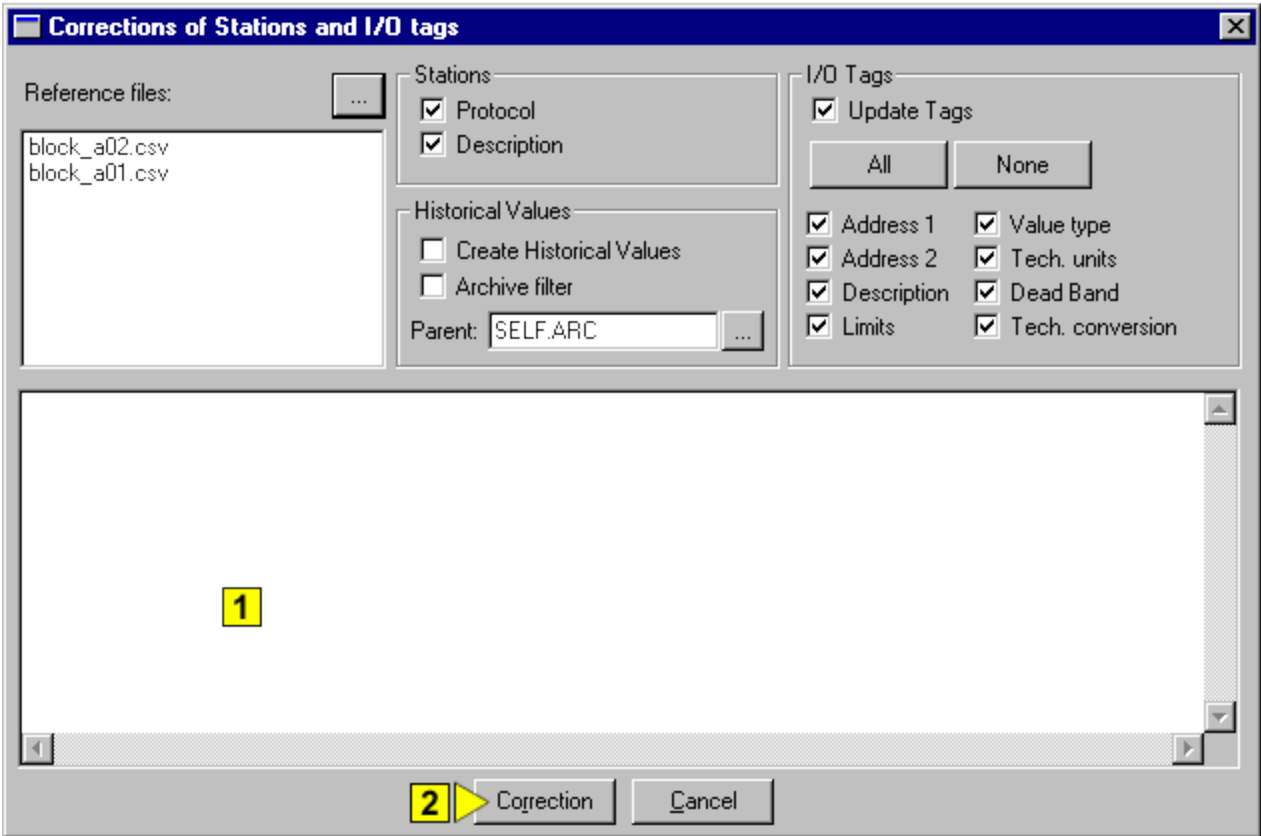 Corrections of Stations and I/O tags
Reference files:
...
block_a02.csv
block_a01.csv
Stations
Protocol
Description
Historical Values
Create Historical Values
Archive filter
Parent: SELF.ARC ...
I/O Tags
Update Tags
All None
Address 1 Value type
Address 2 Tech. units
Description Dead Band
Limits Tech. conversion
1
2 Correction Cancel